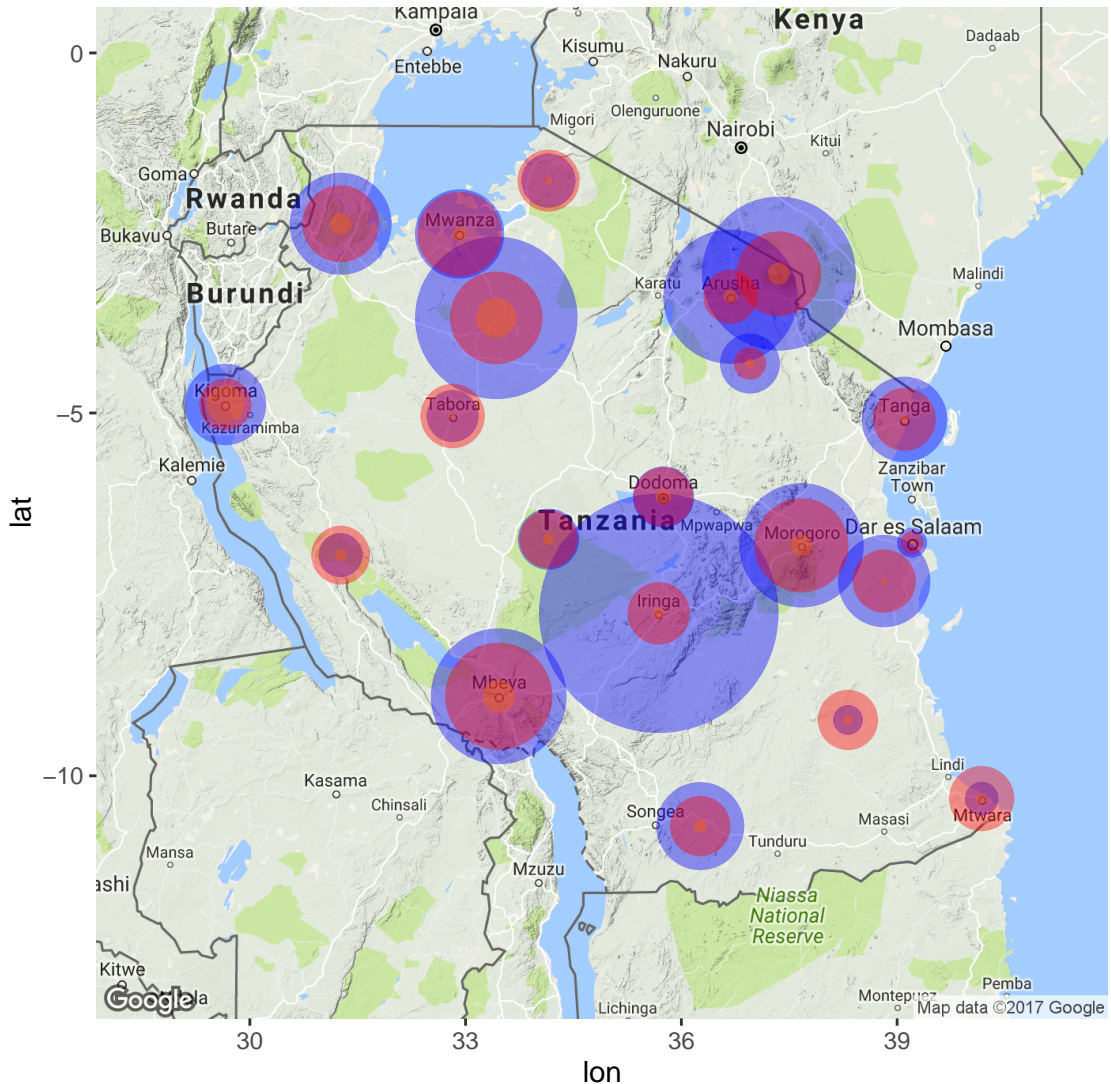 Kampala
Kenya
0
Kisumu
Dadaab
Entebbe
Nakuru
Olenguruone
Migori
Nairobi
Kitui
Goma
Rwanda
Bukavu
Butare
Mwanza
Burundi
Karatu
Arusha
Malindi
Mombasa
Kigoma
−5
Tabora
Tanga
Kazuramimba
Kalemie
Zanzibar
Town
Dodoma
Tanzania
Mpwapwa
Dar es Salaam
Morogoro
lat
Iringa
Mbeya
−10
Lindi
Kasama
Chinsali
Songea
Masasi
Mtwara
Tunduru
Mansa
Mzuzu
ashi
Niassa
National
Reserve
Kitwe
Google
Lichinga
Montepuez
Pemba
Map data ©2017 Google
30
33
36
39
lon